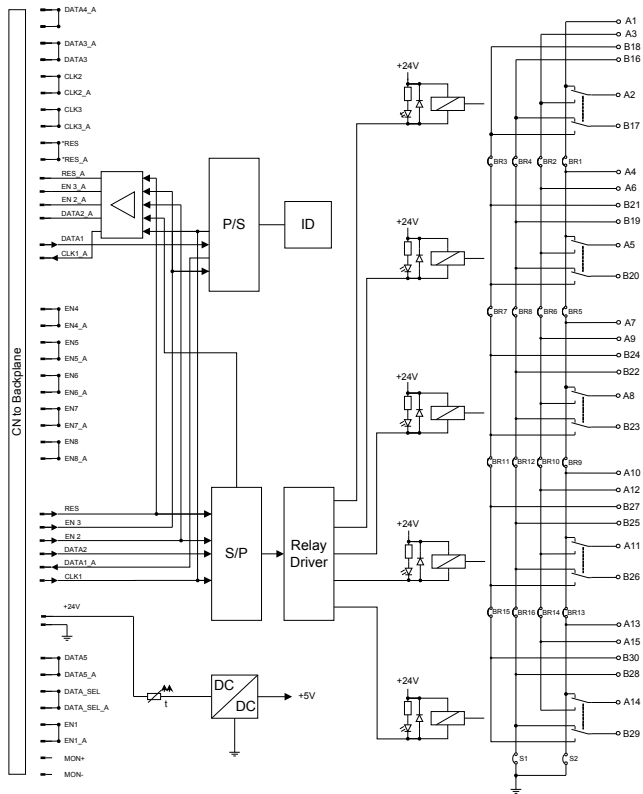 CN to Backplane
DATA4_A
DATA3_A
DATA3
CLK2
CLK2_A
CLK3
CLK3_A
*RES
*RES_A
RES_A
EN 3_A
EN 2_A
DATA2_A
DATA1
CLK1_A
EN4
EN4_A
EN5
EN5_A
EN6
EN6_A
EN7
EN7_A
EN8
EN8_A
RES
EN 3
EN 2
DATA2
DATA1_A
CLK1
+24V
DATA5
DATA5_A
DATA_SEL
DATA_SEL_A
EN1
EN1_A
MON+
MON-
P/S
ID
S/P
Relay
Driver
t
DC
DC
+5V
+24V
+24V
+24V
+24V
+24V
A1
A3
B18
B16
A2
B17
BR3 BR4 BR2 BR1
A4
A6
B21
B19
A5
B20
BR7 BR8 BR6 BR5
A7
A9
B24
B22
A8
B23
BR11 BR12 BR10 BR9
A10
A12
B27
B25
A11
B26
BR15 BR16 BR14 BR13
A13
A15
B30
B28
A14
B29
S1 S2